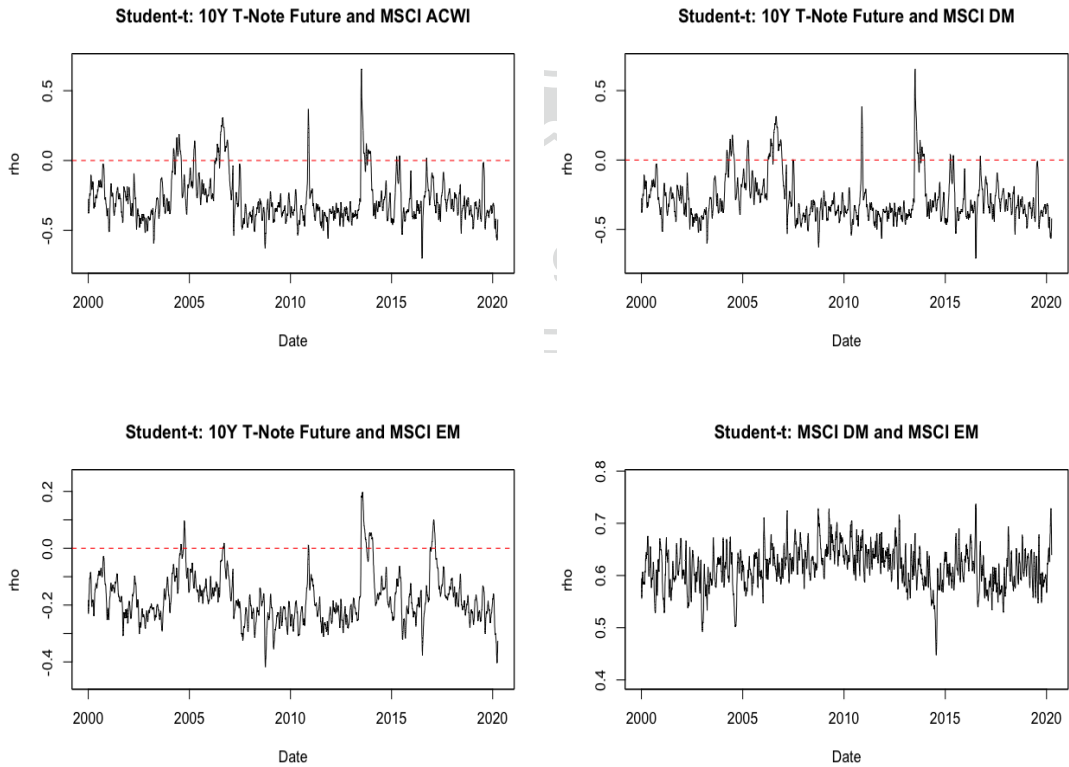 Student-t: 10Y T-Note Future and MSCI ACWI
0.5
0.0
-0.5
rho
2000 2005 2010 2015 2020
Date
Student-t: 10Y T-Note Future and MSCI DM
0.5
0.0
-0.5
rho
2000 2005 2010 2015 2020
Date
Student-t: 10Y T-Note Future and MSCI EM
0.2
0.0
-0.2
-0.4
rho
2000 2005 2010 2015 2020
Date
Student-t: MSCI DM and MSCI EM
0.8
0.7
0.6
0.5
0.4
rho
2000 2005 2010 2015 2020
Date